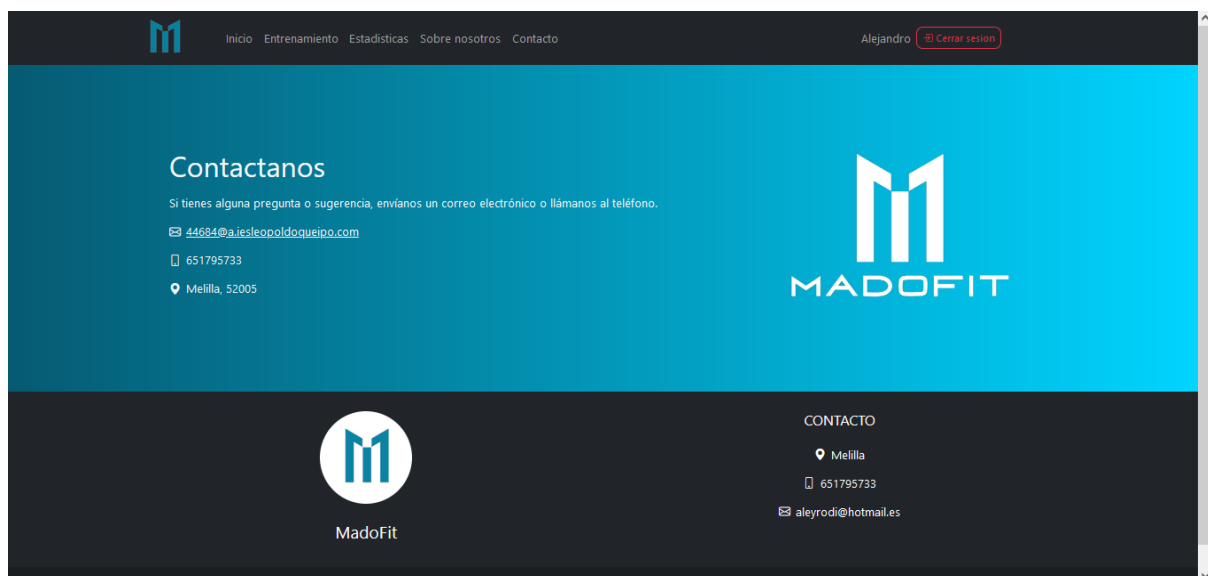 Inicio Entrenamiento Estadisticas Sobre nosotros Contacto
Alejandro Cerrar sesion
Contactanos
Si tienes alguna pregunta o sugerencia, envíanos un correo electrónico o llámanos al teléfono.
44684@a.iesleopoldoqueipo.com
651795733
Melilla, 52005
MADOFIT
MadoFit
CONTACTO
Melilla
651795733
aleyrodi@hotmail.es